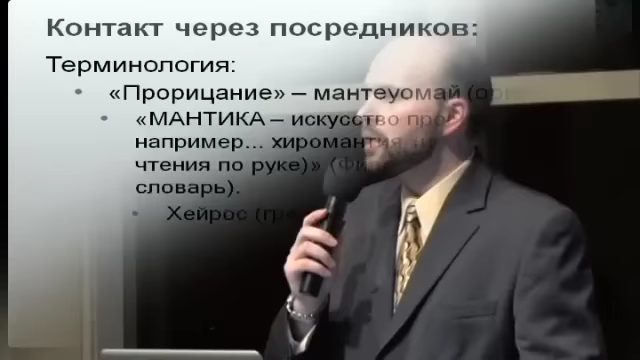 Контакт через посредников:
Терминология:
• «Прорицание» – мантеуомай
• «МАНТИКА – искусство
например... хиромантия
чтения по руке)»
словарь).
• Хейрос